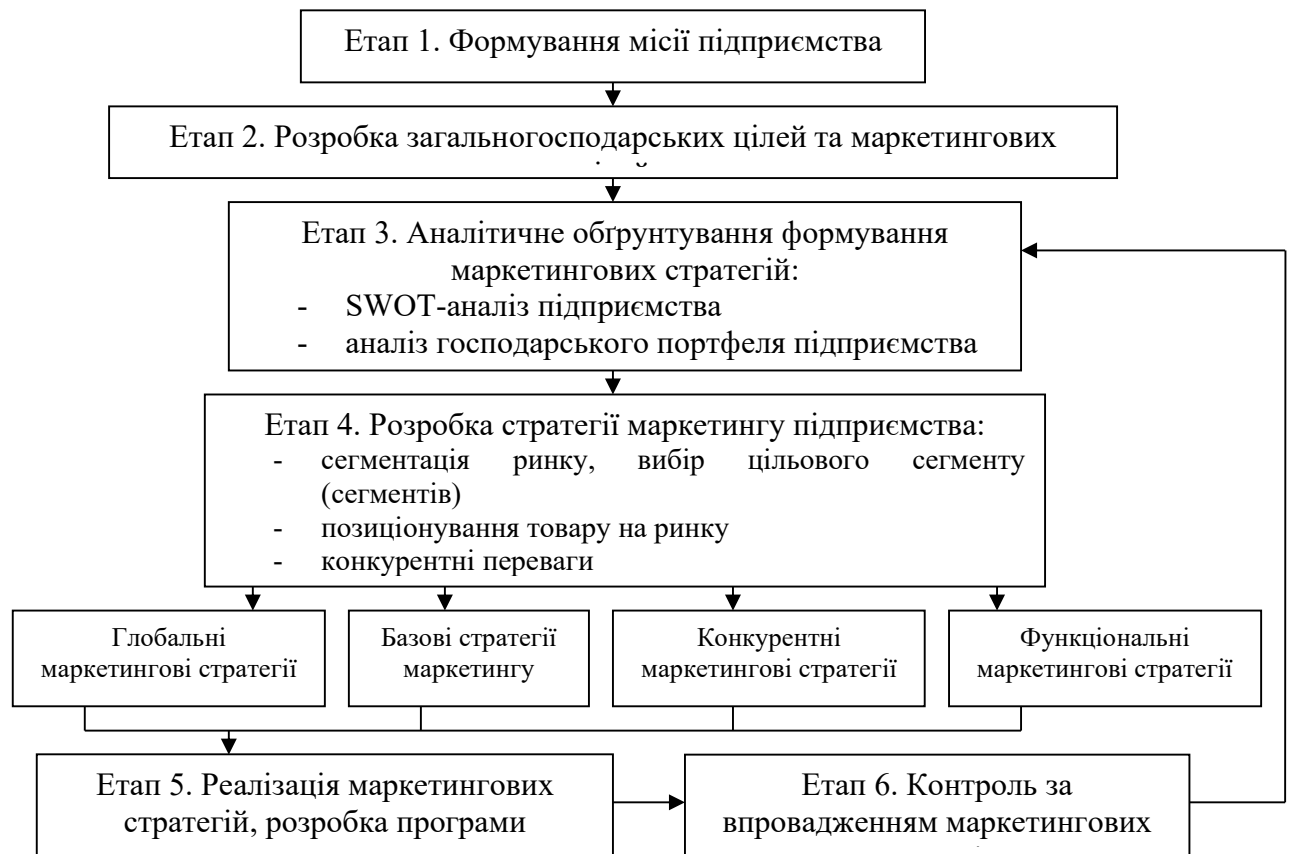 Етап 1. Формування місії підприємства
Етап 2. Розробка загальногосподарських цілей та маркетингових
Етап 3. Аналітичне обґрунтування формування
маркетингових стратегій:
- SWOT-аналіз підприємства
- аналіз господарського портфеля підприємства
Етап 4. Розробка стратегії маркетингу підприємства:
- сегментація ринку, вибір цільового сегменту
(сегментів)
- позиціонування товару на ринку
- конкурентні переваги
Глобальні
маркетингові стратегії
Базові стратегії
маркетингу
Конкурентні
маркетингові стратегії
Функціональні
маркетингові стратегії
Етап 5. Реалізація маркетингових
стратегій, розробка програми
Етап 6. Контроль за
впровадженням маркетингових